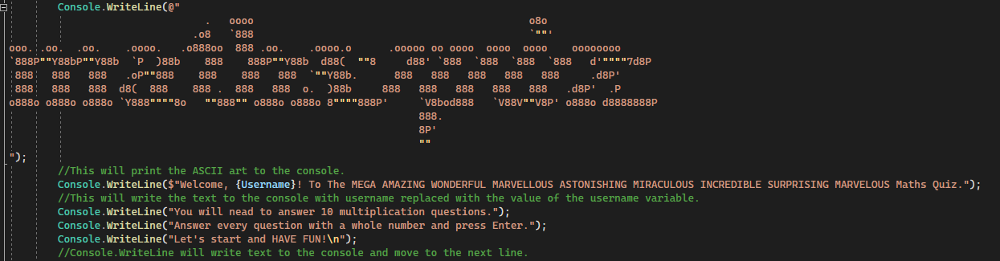 Console.WriteLine(@"
                                .   oooo                                             o8o
                              .o8   `888                                             `""'
ooo. .oo.  .oo.    .oooo.   .o888oo  888 .oo.    .oooo.o      .ooooo oo oooo  oooo  oooo    oooooooo
`888P""Y88bP""Y88b  `P  )88b    888    888P""Y88b  d88(  ""8     d88' `888  `888  `888  `888   d'""""7d8P
 888   888   888   .oP""888    888    888   888  `""Y88b.      888   888   888   888   888     .d8P'
 888   888   888  d8(  888    888 .  888   888  o.  )88b     888   888   888   888   888   .d8P'  .P
o888o o888o o888o `Y888""""8o   ""888"" o888o o888o 8""""888P'     `V8bod888   `V88V""V8P' o888o d8888888P
                                                                   888.
                                                                   8P'
                                                                   ""
");
//This will print the ASCII art to the console.
Console.WriteLine($"Welcome, {Username}! To The MEGA AMAZING WONDERFUL MARVELLOUS ASTONISHING MIRACULOUS INCREDIBLE SURPRISING MARVELOUS Maths Quiz.");
//This will write the text to the console with username replaced with the value of the username variable.
Console.WriteLine("You will nead to answer 10 multiplication questions.");
Console.WriteLine("Answer every question with a whole number and press Enter.");
Console.WriteLine("Let's start and HAVE FUN!\n");
//Console.WriteLine will write text to the console and move to the next line.